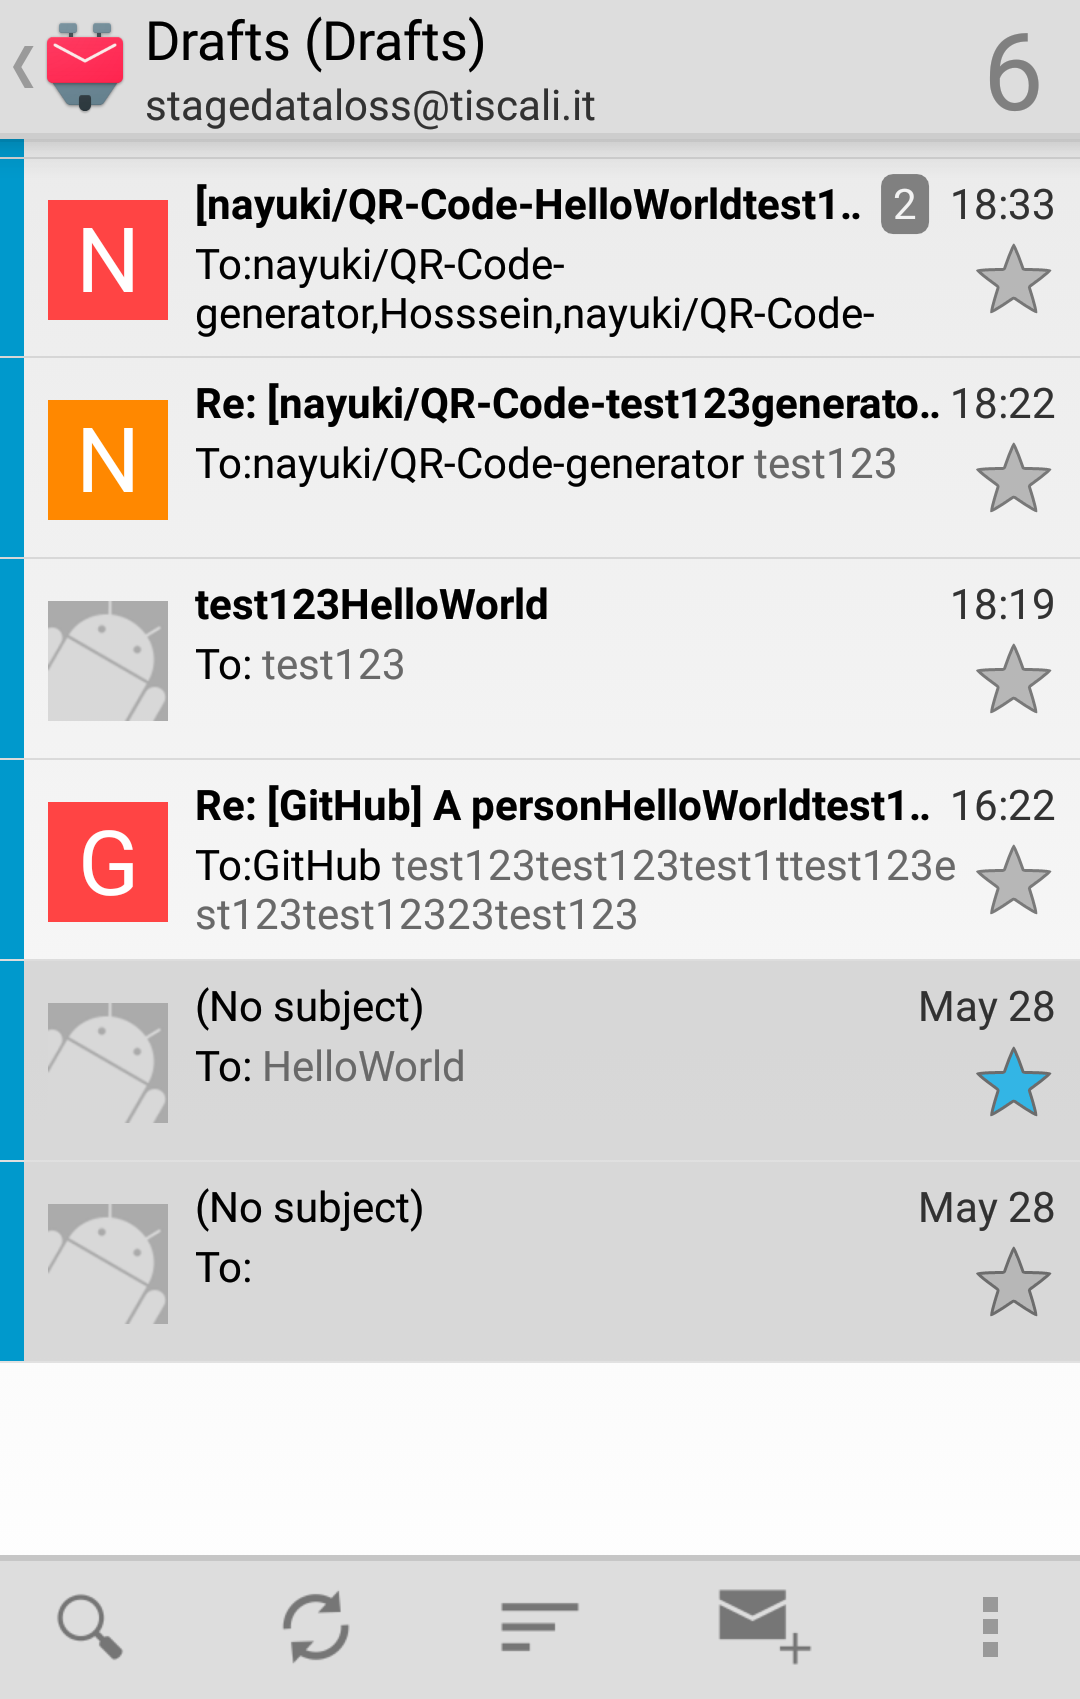 Drafts (Drafts)
stagedataloss@tiscali.it
6
[nayuki/QR-Code-HelloWorldtest1.. 2 18:33
N
To:nayuki/QR-Code-
generator,Hosssein,nayuki/QR-Code-
Re: [nayuki/QR-Code-test123generato.. 18:22
N
To:nayuki/QR-Code-generator test123
test123HelloWorld 18:19
To: test123
Re: [GitHub] A personHelloWorldtest1.. 16:22
G
To:GitHub test123test123test1ttest123e
st123test12323test123
(No subject) May 28
To: HelloWorld
(No subject) May 28
To: